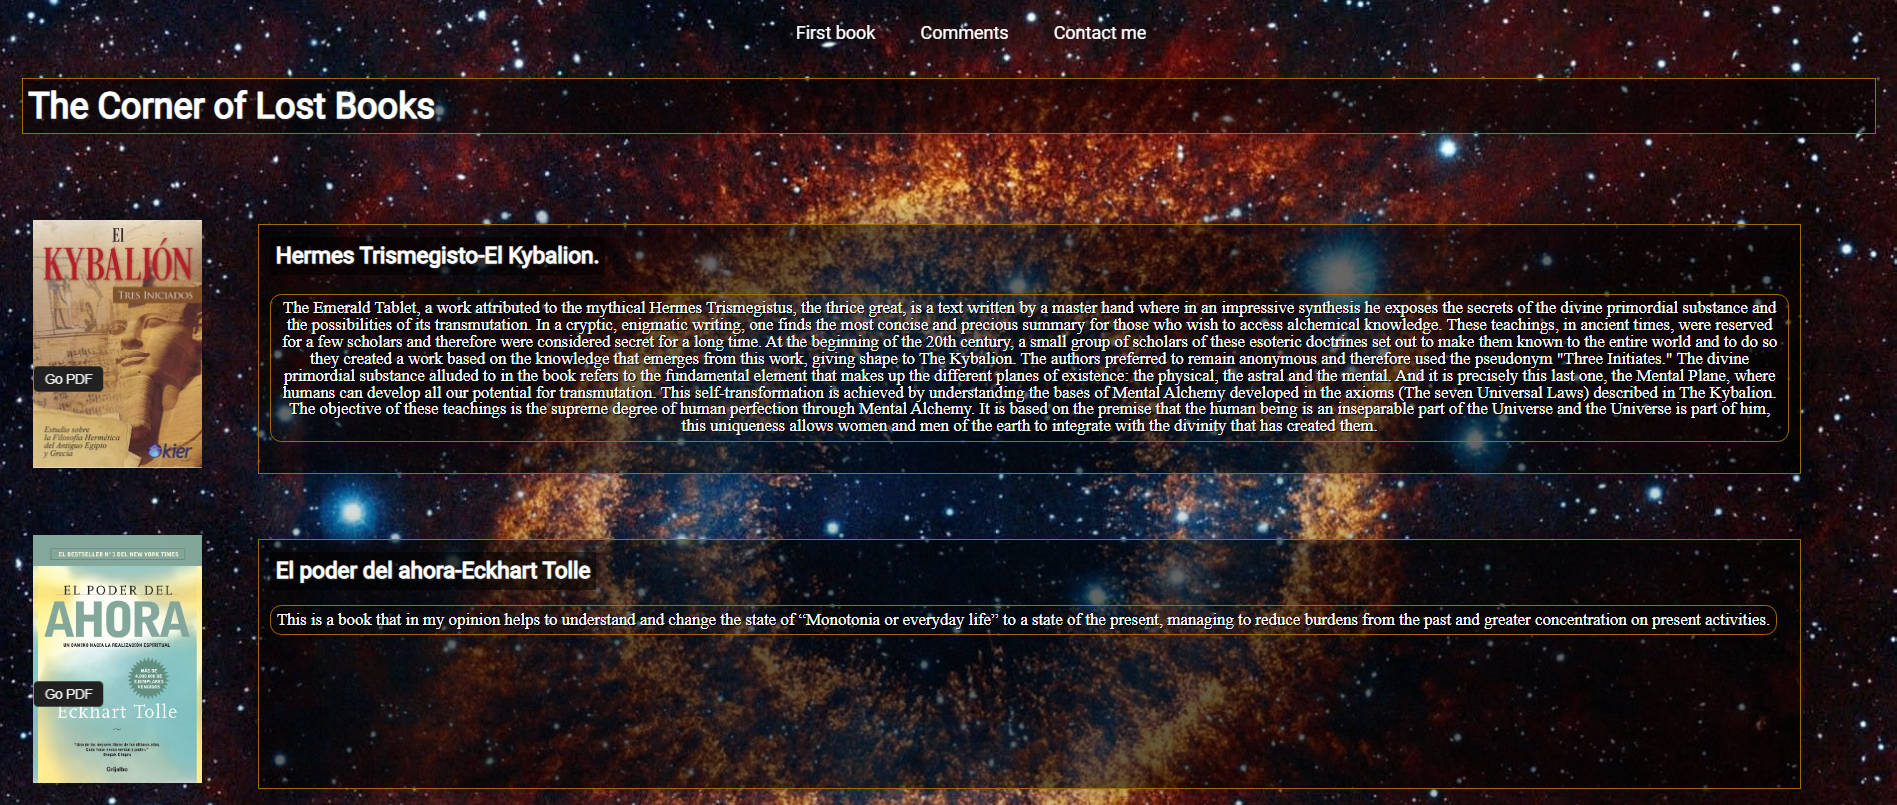 First book Comments Contact me
The Corner of Lost Books
El
KYBALIÓN
TRES INICIADOS
Go PDF
Estudio sobre
la Filosofía Hermética
del Antiguo Egipto
y Grecia
kier
Hermes Trismegisto-El Kybalion.
The Emerald Tablet, a work attributed to the mythical Hermes Trismegistus, the thrice great, is a text written by a master hand where in an impressive synthesis he exposes the secrets of the divine primordial substance and
the possibilities of its transmutation. In a cryptic, enigmatic writing, one finds the most concise and precious summary for those who wish to access alchemical knowledge. These teachings, in ancient times, were reserved
for a few scholars and therefore were considered secret for a long time. At the beginning of the 20th century, a small group of scholars of these esoteric doctrines set out to make them known to the entire world and to do so
they created a work based on the knowledge that emerges from this work, giving shape to The Kybalion. The authors preferred to remain anonymous and therefore used the pseudonym "Three Initiates." The divine
primordial substance alluded to in the book refers to the fundamental element that makes up the different planes of existence: the physical, the astral and the mental. And it is precisely this last one, the Mental Plane, where
humans can develop all our potential for transmutation. This self-transformation is achieved by understanding the bases of Mental Alchemy developed in the axioms (The seven Universal Laws) described in The Kybalion.
The objective of these teachings is the supreme degree of human perfection through Mental Alchemy. It is based on the premise that the human being is an inseparable part of the Universe and the Universe is part of him,
this uniqueness allows women and men of the earth to integrate with the divinity that has created them.
EL BESTSELLER Nº 1 DEL NEW YORK TIMES
EL PODER DEL
AHORA
UN CAMINO HACIA LA REALIZACIÓN ESPIRITUAL
MÁS DE
EJEMPLARES
VENDIDOS
Go PDF
Eckhart Tolle
Grijalbo
El poder del ahora-Eckhart Tolle
This is a book that in my opinion helps to understand and change the state of “Monotonia or everyday life” to a state of the present, managing to reduce burdens from the past and greater concentration on present activities.